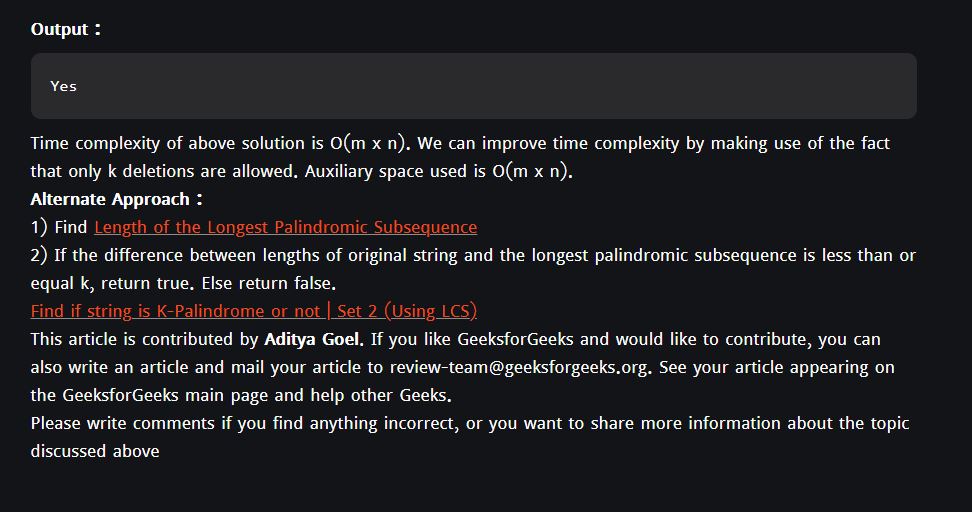 Output :
Yes
Time complexity of above solution is O(m x n). We can improve time complexity by making use of the fact
that only k deletions are allowed. Auxiliary space used is O(m x n).
Alternate Approach :
1) Find Length of the Longest Palindromic Subsequence
2) If the difference between lengths of original string and the longest palindromic subsequence is less than or
equal k, return true. Else return false.
Find if string is K-Palindrome or not | Set 2 (Using LCS)
This article is contributed by Aditya Goel. If you like GeeksforGeeks and would like to contribute, you can
also write an article and mail your article to review-team@geeksforgeeks.org. See your article appearing on
the GeeksforGeeks main page and help other Geeks.
Please write comments if you find anything incorrect, or you want to share more information about the topic
discussed above